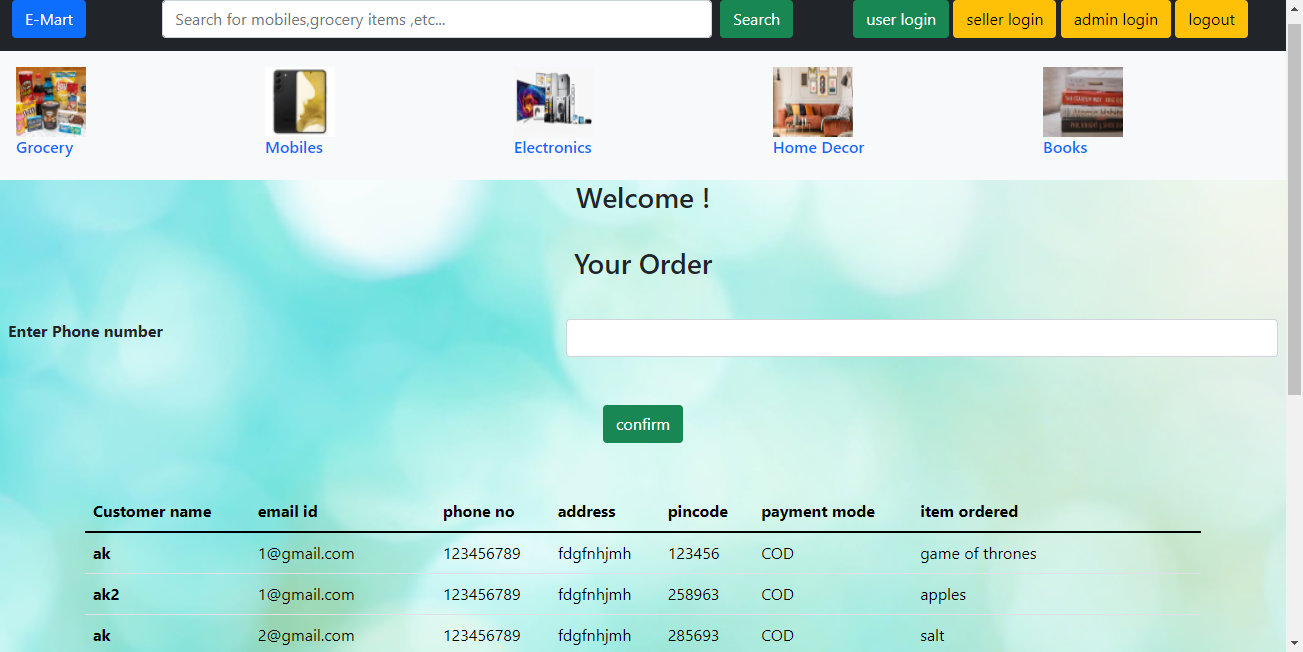 E-Mart Search for mobiles,grocery items ,etc... Search user login seller login admin login logout
Grocery Mobiles Electronics Home Decor Books
Welcome !
Your Order
Enter Phone number
confirm
Customer name email id phone no address pincode payment mode item ordered
ak 1@gmail.com 123456789 fdgfnhjmh 123456 COD game of thrones
ak2 1@gmail.com 123456789 fdgfnhjmh 258963 COD apples
ak 2@gmail.com 123456789 fdgfnhjmh 285693 COD salt